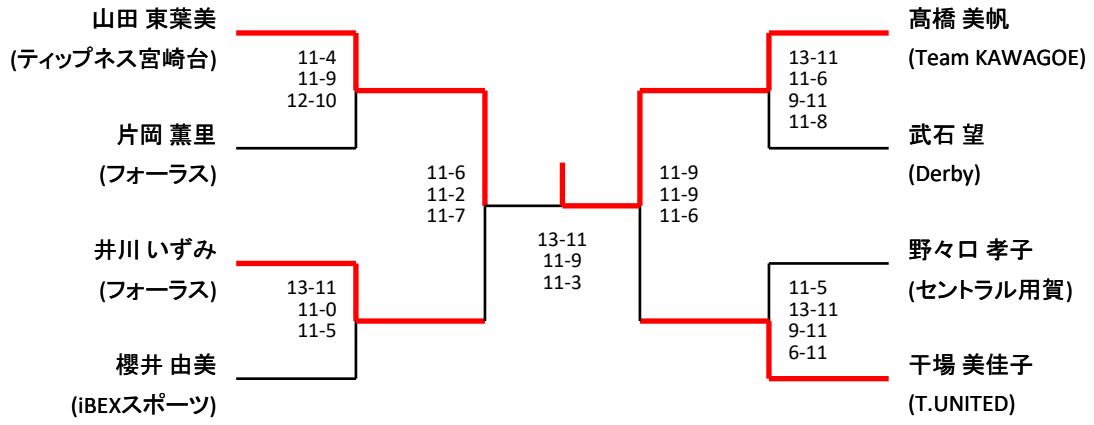 山田 東葉美
(ティップネス宮崎台)
11-4
11-9
12-10
片岡 薫里
(フォーラス)
11-6
11-2
11-7
井川 いずみ
(フォーラス)
13-11
11-0
11-5
櫻井 由美
(iBEXスポーツ)
13-11
11-9
11-3
髙橋 美帆
(Team KAWAGOE)
13-11
11-6
9-11
11-8
武石 望
(Derby)
11-9
11-9
11-6
野々口 孝子
(セントラル用賀)
11-5
13-11
9-11
6-11
干場 美佳子
(T.UNITED)